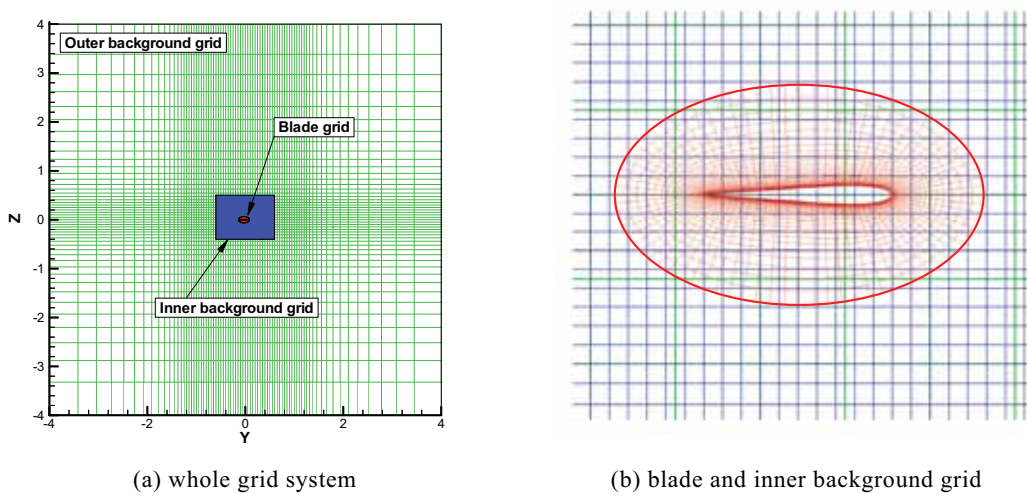 4
Outer background grid
3
2
Blade grid
1
Z
0
-1
Inner background grid
-2
-3
-4
-4 -2 0 2 4
Y
(a) whole grid system
(b) blade and inner background grid